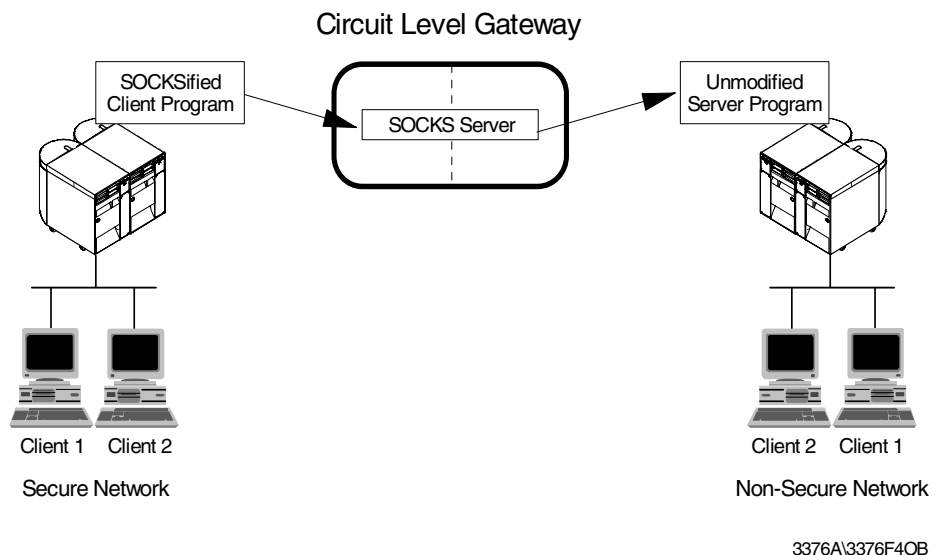 Circuit Level Gateway
SOCKSified
Client Program
SOCKS Server
Unmodified
Server Program
Client 1
Client 2
Client 2
Client 1
Secure Network
Non-Secure Network
3376A\3376F4OB